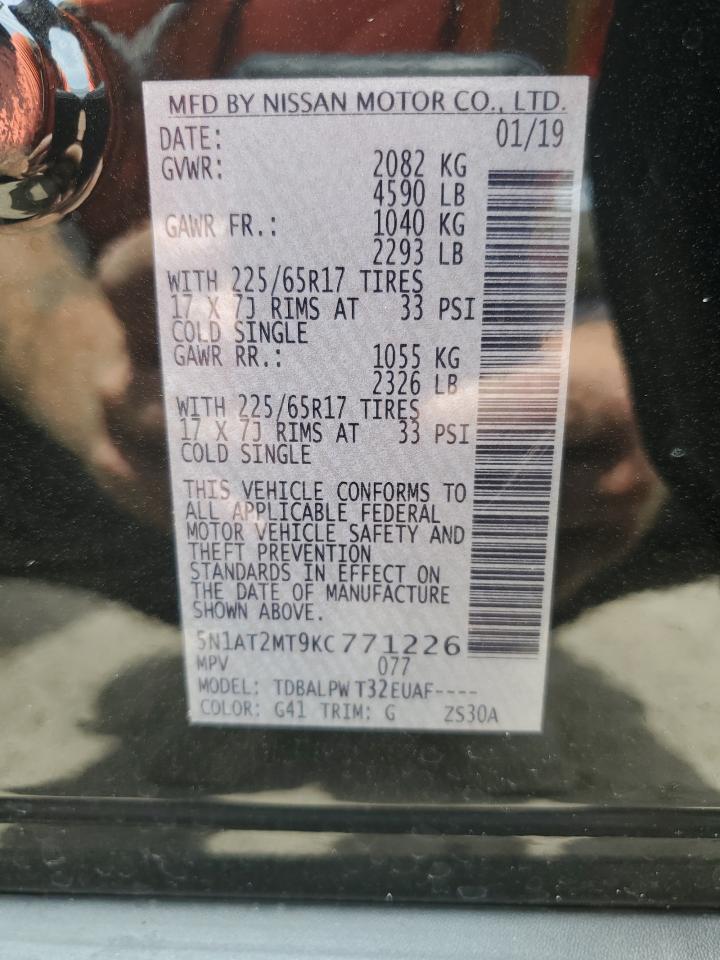 MFD BY NISSAN MOTOR CO., LTD.
DATE: 01/19
GVWR: 2082 KG
4590 LB
GAWR FR.: 1040 KG
2293 LB
WITH 225/65R17 TIRES
17 X 7J RIMS AT 33 PSI
COLD SINGLE
GAWR RR.: 1055 KG
2326 LB
WITH 225/65R17 TIRES
17 X 7J RIMS AT 33 PSI
COLD SINGLE
THIS VEHICLE CONFORMS TO
ALL APPLICABLE FEDERAL
MOTOR VEHICLE SAFETY AND
THEFT PREVENTION
STANDARDS IN EFFECT ON
THE DATE OF MANUFACTURE
SHOWN ABOVE.
5N1AT2MT9KC771226
MPV 077
MODEL: TDBALPW T32EUAF----
COLOR: G41 TRIM: G ZS30A